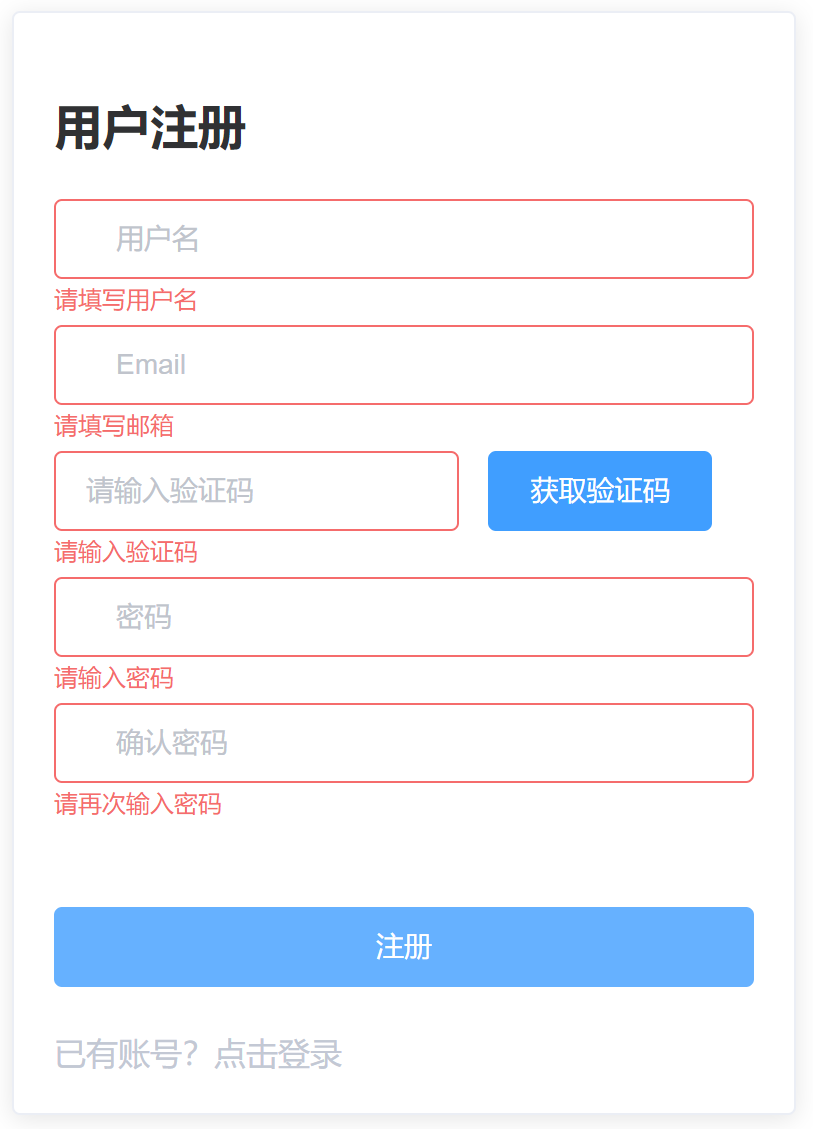 用户注册
用户名
请填写用户名
Email
请填写邮箱
请输入验证码 获取验证码
请输入验证码
密码
请输入密码
确认密码
请再次输入密码
注册
已有账号？点击登录